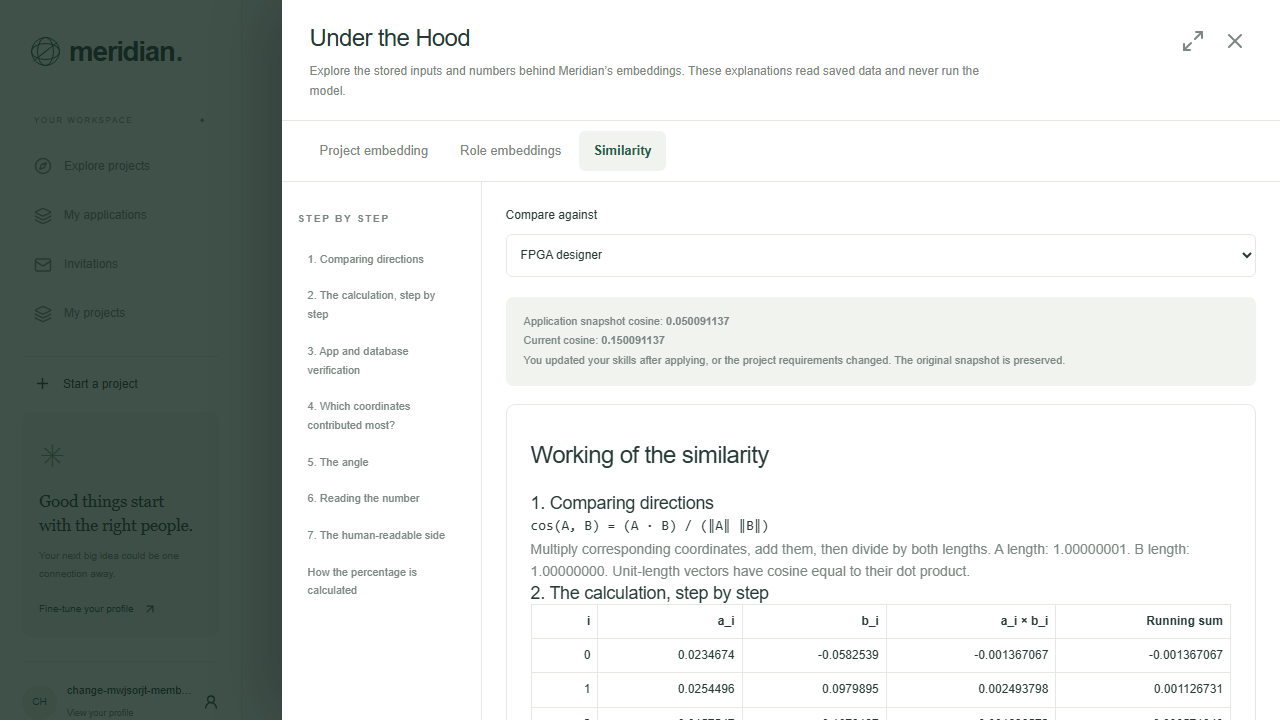 meridian.
YOUR WORKSPACE
Explore projects
My applications
Invitations
My projects
Start a project
Good things start
with the right people.
Your next big idea could be one
connection away.
Fine-tune your profile
CH
change-mwjsorjt-memb...
View your profile
Under the Hood
Explore the stored inputs and numbers behind Meridian's embeddings. These explanations read saved data and never run the
model.
Project embedding
Role embeddings
Similarity
STEP BY STEP
1. Comparing directions
2. The calculation, step by
step
3. App and database
verification
4. Which coordinates
contributed most?
5. The angle
6. Reading the number
7. The human-readable side
How the percentage is
calculated
Compare against
FPGA designer
Application snapshot cosine: 0.050091137
Current cosine: 0.150091137
You updated your skills after applying, or the project requirements changed. The original snapshot is preserved.
Working of the similarity
1. Comparing directions
cos(A, B) = (A · B) / (‖A‖ ‖B‖)
Multiply corresponding coordinates, add them, then divide by both lengths. A length: 1.00000001. B length:
1.00000000. Unit-length vectors have cosine equal to their dot product.
2. The calculation, step by step
i a_i b_i a_i × b_i Running sum
0 0.0234674 -0.0582539 -0.001367067 -0.001367067
1 0.0254496 0.0979895 0.002493798 0.001126731